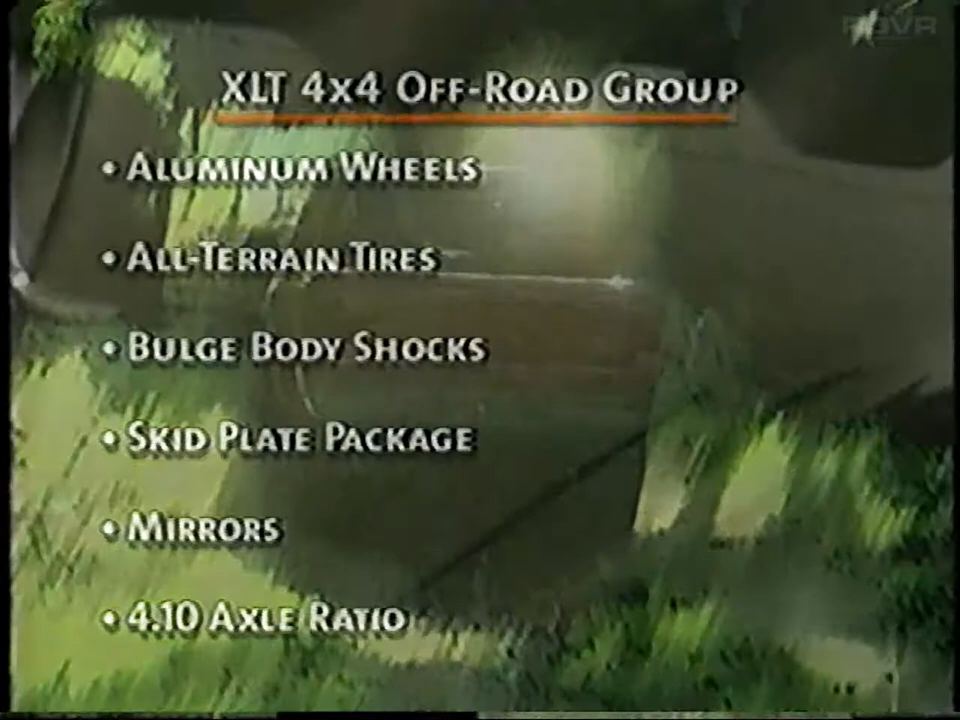 XLT 4x4 OFF-ROAD GROUP
• ALUMINUM WHEELS
• ALL-TERRAIN TIRES
• BULGE BODY SHOCKS
• SKID PLATE PACKAGE
• MIRRORS
• 4.10 AXLE RATIO